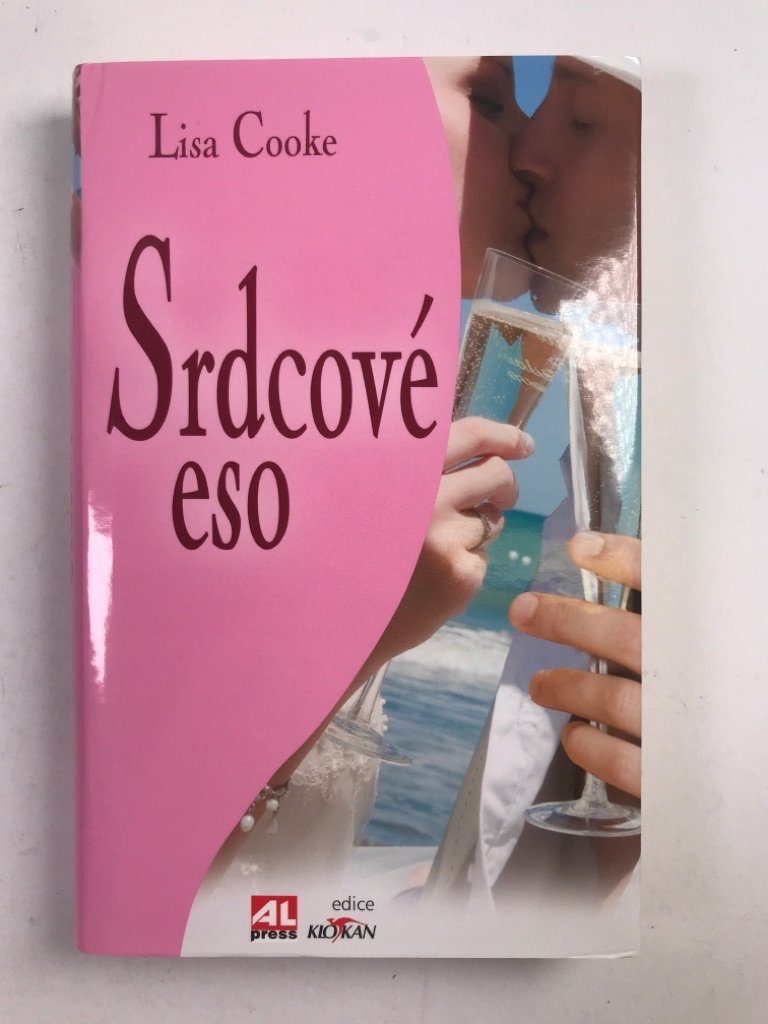 Lisa Cooke
Srdcové
eso
AL
press
edice
KLOKAN